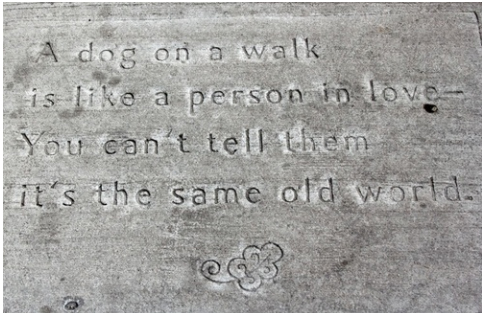 A dog on a walk
is like a person in love—
You can't tell them
it's the same old world.